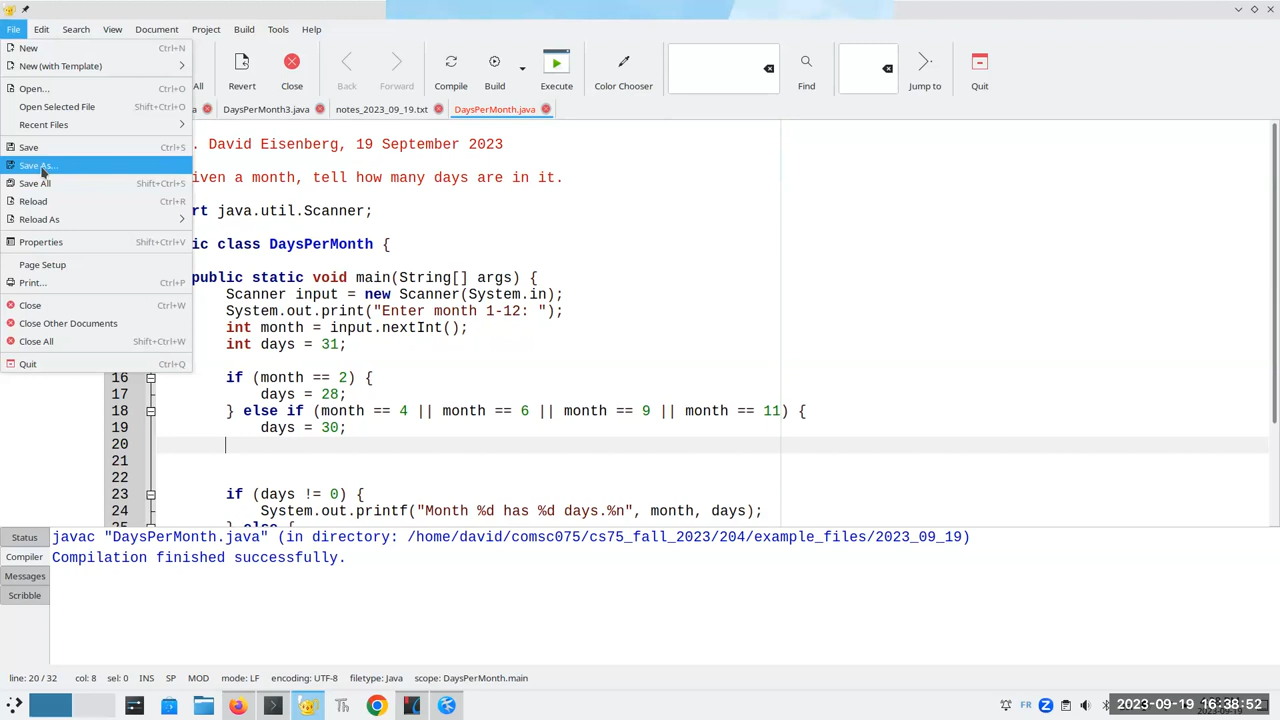 File Edit Search View Document Project Build Tools Help
New Ctrl+N
New (with Template)
Open... Ctrl+O
Open Selected File Shift+Ctrl+O
Recent Files
Save Ctrl+S
Save As...
Save All Shift+Ctrl+S
Reload Ctrl+R
Reload As
Properties Shift+Ctrl+V
Page Setup
Print... Ctrl+P
Close Ctrl+W
Close Other Documents
Close All Shift+Ctrl+W
Quit Ctrl+Q
All Revert Close Back Forward Compile Build Execute Color Chooser Find Jump to Quit
a DaysPerMonth3.java notes_2023_09_19.txt DaysPerMonth.java
. David Eisenberg, 19 September 2023
iven a month, tell how many days are in it.
rt java.util.Scanner;
ic class DaysPerMonth {
public static void main(String[] args) {
Scanner input = new Scanner(System.in);
System.out.print("Enter month 1-12: ");
int month = input.nextInt();
int days = 31;
16 if (month == 2) {
17 days = 28;
18 } else if (month == 4 || month == 6 || month == 9 || month == 11) {
19 days = 30;
20
21
22
23 if (days != 0) {
24 System.out.printf("Month %d has %d days.%n", month, days);
25 } else {
Status
Compiler
Messages
Scribble
javac "DaysPerMonth.java" (in directory: /home/david/comsc075/cs75_fall_2023/204/example_files/2023_09_19)
Compilation finished successfully.
line: 20 / 32 col: 8 sel: 0 INS SP MOD mode: LF encoding: UTF-8 filetype: Java scope: DaysPerMonth.main
FR 2023-09-19 16:38:52